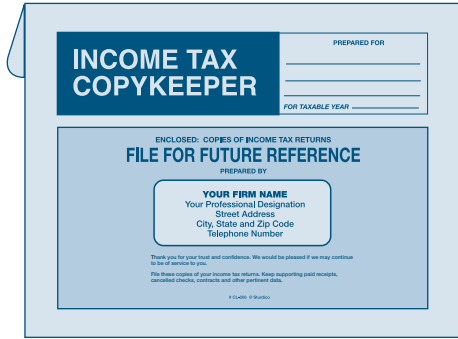 INCOME TAX
COPYKEEPER
PREPARED FOR
FOR TAXABLE YEAR
ENCLOSED: COPIES OF INCOME TAX RETURNS
FILE FOR FUTURE REFERENCE
PREPARED BY
YOUR FIRM NAME
Your Professional Designation
Street Address
City, State and Zip Code
Telephone Number
Thank you for your trust and confidence. We would be pleased if we may continue
to be of service to you.
File these copies of your income tax returns. Keep supporting paid receipts,
cancelled checks, contracts and other pertinent data.